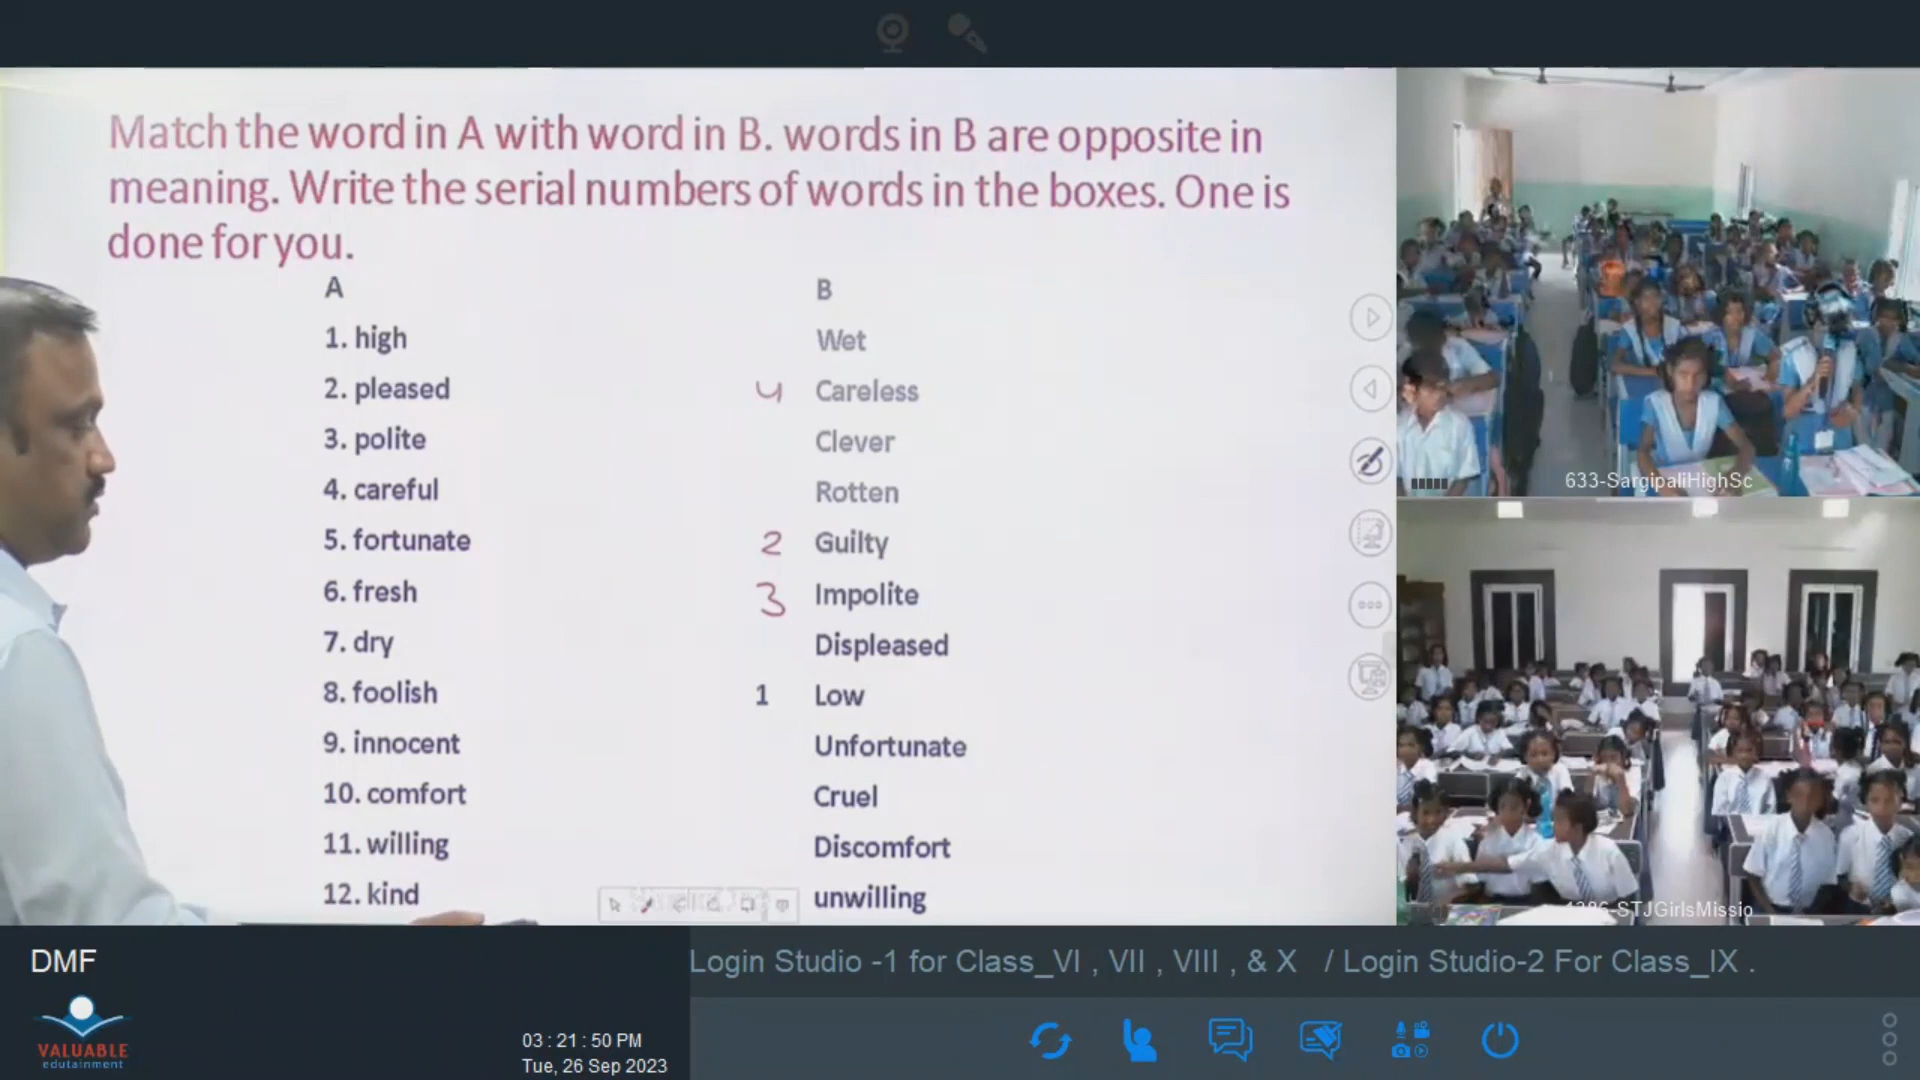 Match the word in A with word in B. words in B are opposite in
meaning. Write the serial numbers of words in the boxes. One is
done for you.
A B
1. high Wet
2. pleased 4 Careless
3. polite Clever
4. careful Rotten
5. fortunate 2 Guilty
6. fresh 3 Impolite
7. dry Displeased
8. foolish 1 Low
9. innocent Unfortunate
10. comfort Cruel
11. willing Discomfort
12. kind unwilling
633-SargipaliHighSc
-STJGirlsMissio
DMF
Login Studio -1 for Class_VI , VII , VIII , & X / Login Studio-2 For Class_IX .
VALUABLE
edutainment
03 : 21 : 50 PM
Tue, 26 Sep 2023